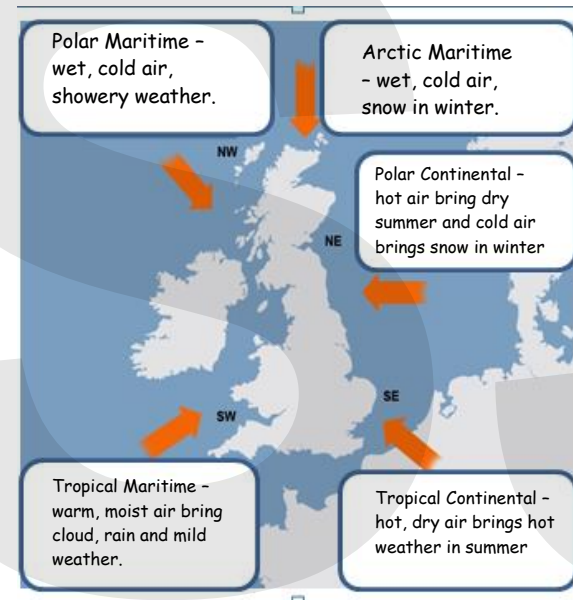 Polar Maritime –
wet, cold air,
showery weather.
Arctic Maritime
– wet, cold air,
snow in winter.
NW
Polar Continental –
hot air bring dry
summer and cold air
brings snow in winter
NE
SE
SW
Tropical Maritime –
warm, moist air bring
cloud, rain and mild
weather.
Tropical Continental –
hot, dry air brings hot
weather in summer